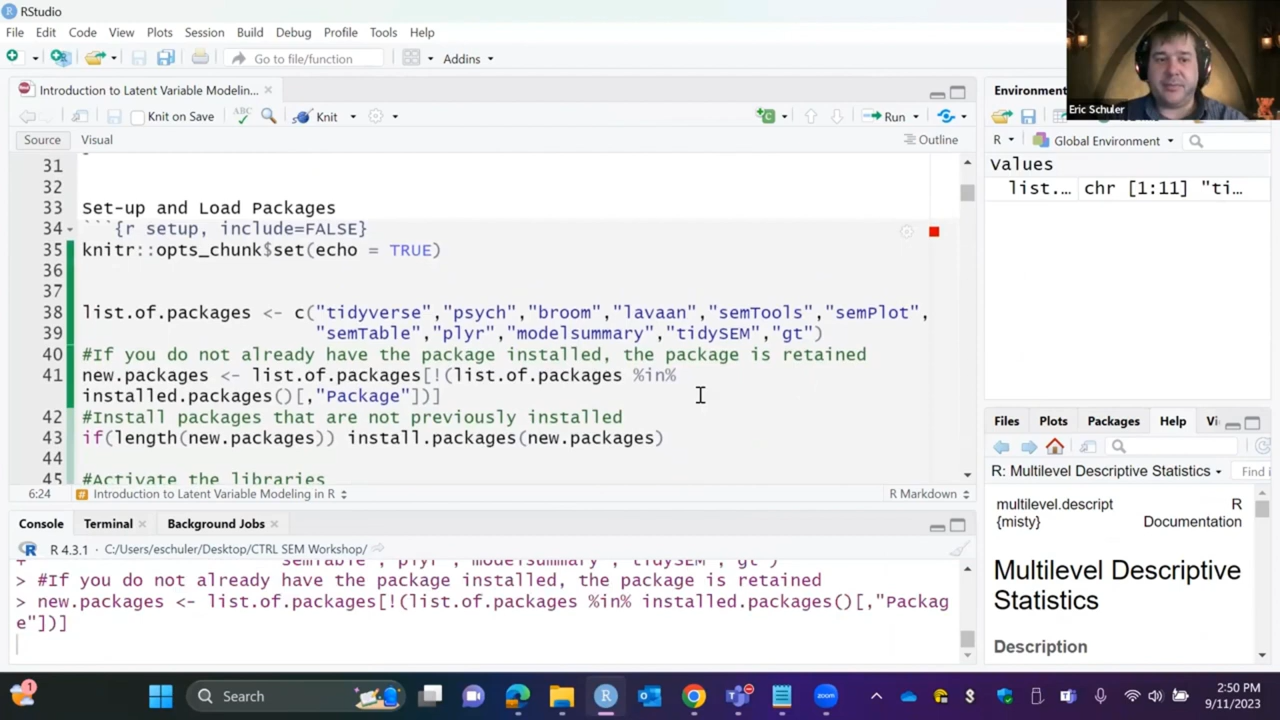 RStudio
File Edit Code View Plots Session Build Debug Profile Tools Help
Go to file/function Addins
Introduction to Latent Variable Modelin...
Knit on Save ABC Knit Run
Source Visual Outline
31
32
33 Set-up and Load Packages
34 ```{r setup, include=FALSE}
35 knitr::opts_chunk$set(echo = TRUE)
36
37
38 list.of.packages <- c("tidyverse","psych","broom","lavaan","semTools","semPlot",
39 "semTable","plyr","modelsummary","tidySEM","gt")
40 #If you do not already have the package installed, the package is retained
41 new.packages <- list.of.packages[!(list.of.packages %in%
installed.packages()[,"Package"])]
42 #Install packages that are not previously installed
43 if(length(new.packages)) install.packages(new.packages)
44
45 #Activate the libraries
6:24 Introduction to Latent Variable Modeling in R R Markdown
Console Terminal Background Jobs
R 4.3.1 · C:/Users/eschuler/Desktop/CTRL SEM Workshop/
+ "semTable","plyr","modelsummary","tidySEM","gt")
> #If you do not already have the package installed, the package is retained
> new.packages <- list.of.packages[!(list.of.packages %in% installed.packages()[,"Packag
e"])]
Eric Schuler
Environment
R Global Environment
Values
list.… chr [1:11] "ti…
Files Plots Packages Help Vi
R: Multilevel Descriptive Statistics Find i
multilevel.descript R
{misty} Documentation
Multilevel Descriptive
Statistics
Description
1 Search zoom 2:50 PM
9/11/2023